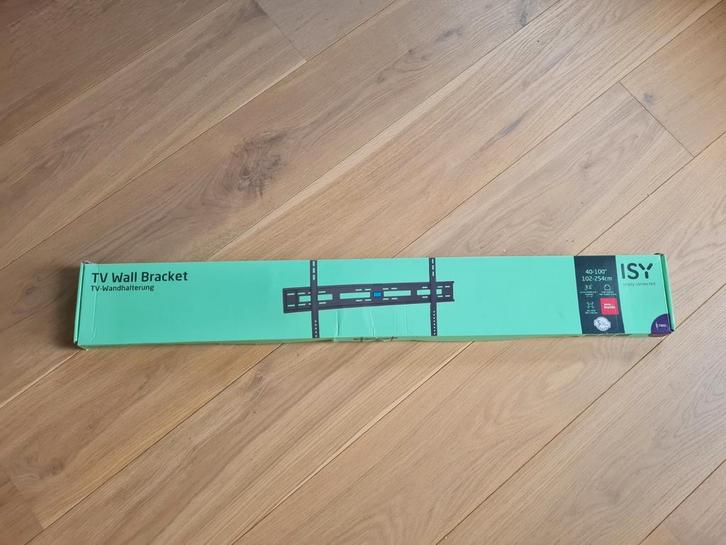 TV Wall Bracket
TV-Wandhalterung
40-100"
102-254cm
ISY
simply connected